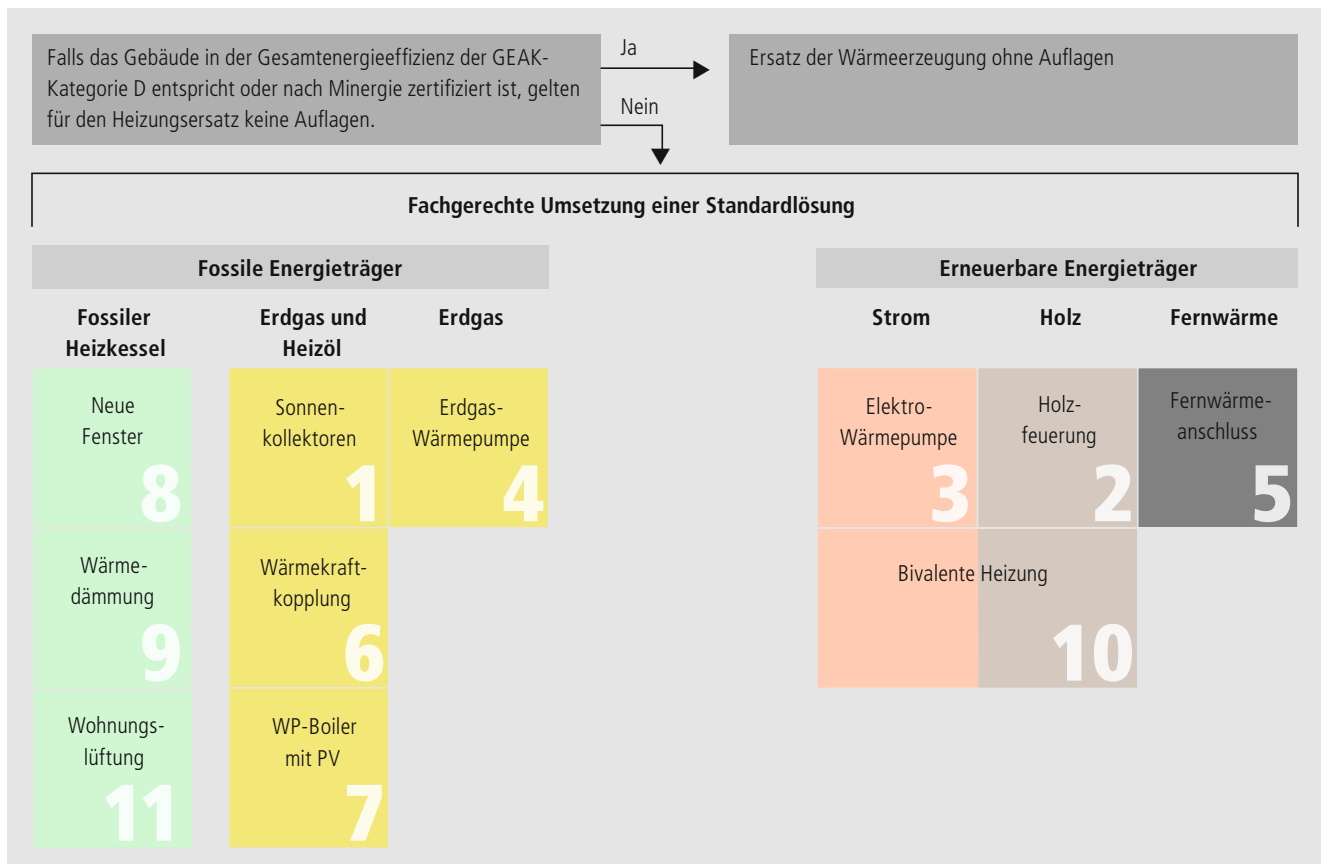 Falls das Gebäude in der Gesamtenergieeffizienz der GEAK-
Kategorie D entspricht oder nach Minergie zertifiziert ist, gelten
für den Heizungsersatz keine Auflagen.
Ja
Nein
Ersatz der Wärmeerzeugung ohne Auflagen
Fachgerechte Umsetzung einer Standardlösung
Fossile Energieträger
Fossiler
Heizkessel
Erdgas und
Heizöl
Erdgas
Neue
Fenster
8
Sonnen-
kollektoren
1
Erdgas-
Wärmepumpe
4
Wärme-
dämmung
9
Wärmekraft-
kopplung
6
Wohnungs-
lüftung
11
WP-Boiler
mit PV
7
Erneuerbare Energieträger
Strom
Holz
Fernwärme
Elektro-
Wärmepumpe
3
Holz-
feuerung
2
Fernwärme-
anschluss
5
Bivalente Heizung
10